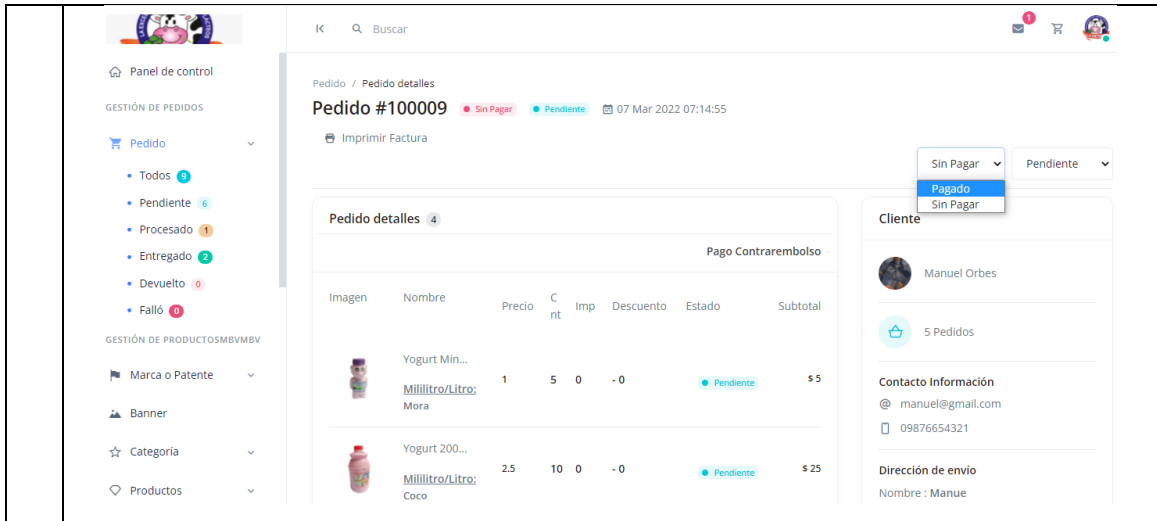 Buscar
1
Panel de control
GESTIÓN DE PEDIDOS
Pedido
Todos 9
Pendiente 6
Procesado 1
Entregado 2
Devuelto 0
Falló 0
GESTIÓN DE PRODUCTOSMBVMBV
Marca o Patente
Banner
Categoría
Productos
Pedido / Pedido detalles
Pedido #100009 Sin Pagar Pendiente 07 Mar 2022 07:14:55
Imprimir Factura
Sin Pagar Pendiente
Pagado
Sin Pagar
Pedido detalles 4
Pago Contrarembolso
Imagen Nombre Precio C nt Imp Descuento Estado Subtotal
Yogurt Min...
Mililitro/Litro:
Mora
1 5 0 - 0 Pendiente $ 5
Yogurt 200...
Mililitro/Litro:
Coco
2.5 10 0 - 0 Pendiente $ 25
Cliente
Manuel Orbes
5 Pedidos
Contacto Información
@ manuel@gmail.com
09876654321
Dirección de envío
Nombre : Manue